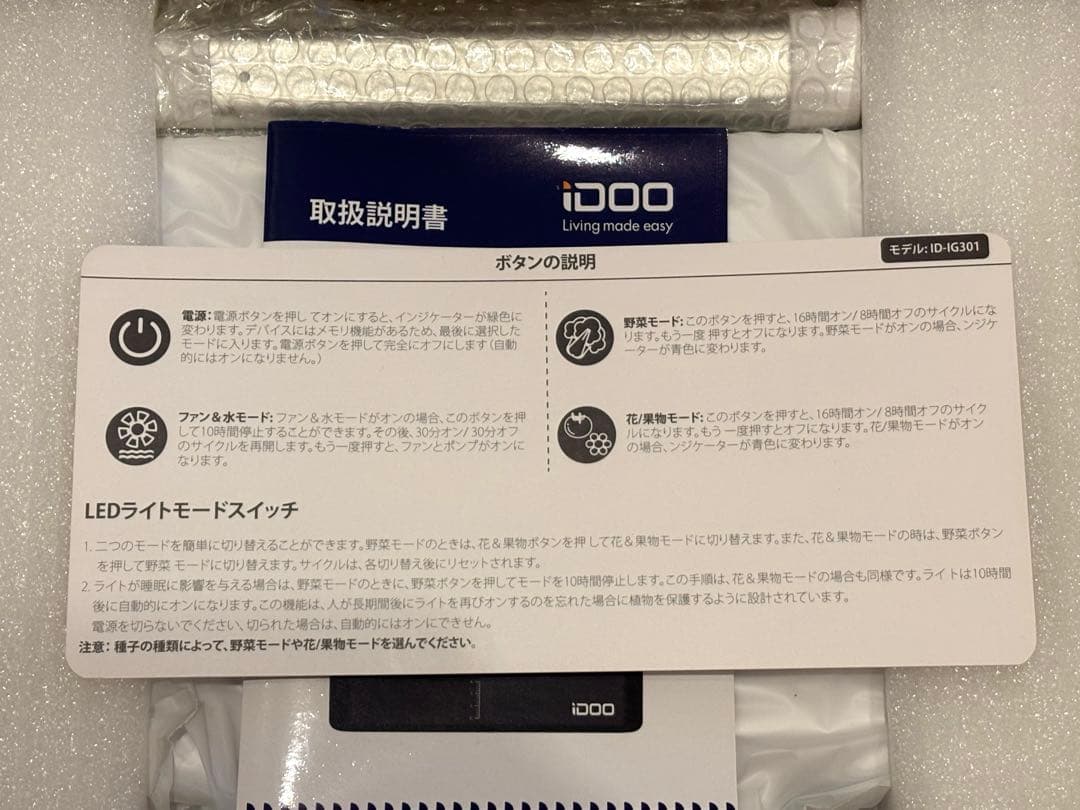 iDOO
取扱説明書
Living made easy
モデル: ID-IG301
ボタンの説明
電源: 電源ボタンを押し てオンにすると、インジケーターが緑色に
変わります。デバイスにはメモリ機能があるため、最後に選択した
モードに入ります。電源ボタンを押して完全にオフにします（自動
的にはオンになりません。）
ファン＆水モード: ファン＆水モードがオンの場合、このボタンを押
して10時間停止することができます。その後、30分オン/ 30分オフ
のサイクルを再開します。もう一度押すと、ファンとポンプがオンに
なります。
野菜モード: このボタンを押すと、16時間オン/ 8時間オフのサイクルにな
ります。もう一度 押すとオフになります。野菜モードがオンの場合、ンジケ
ーターが青色に変わります。
花/果物モード: このボタンを押すと、16時間オン/ 8時間オフのサイク
ルになります。もう 一度押すとオフになります。花/果物モードがオン
の場合、ンジケーターが青色に変わります。
LEDライトモードスイッチ
1. 二つのモードを簡単に切り替えることができます。野菜モードのときは、花＆果物ボタンを押 して花＆果物モードに切り替えます。また、花＆果物モードの時は、野菜ボタン
を押して野菜 モードに切り替えます。サイクルは、各切り替え後にリセットされます。
2. ライトが睡眠に影響を与える場合は、野菜モードのときに、野菜ボタンを押してモードを10時間停止します。この手順は、花＆果物モードの場合も同様です。ライトは10時間
後に自動的にオンになります。この機能は、人が長期間後にライトを再びオンするのを忘れた場合に植物を保護するように設計されています。
電源を切らないでください、切られた場合は、自動的にはオンにできせん。
注意: 種子の種類によって、野菜モードや花/果物モードを選んでください。
iDOO